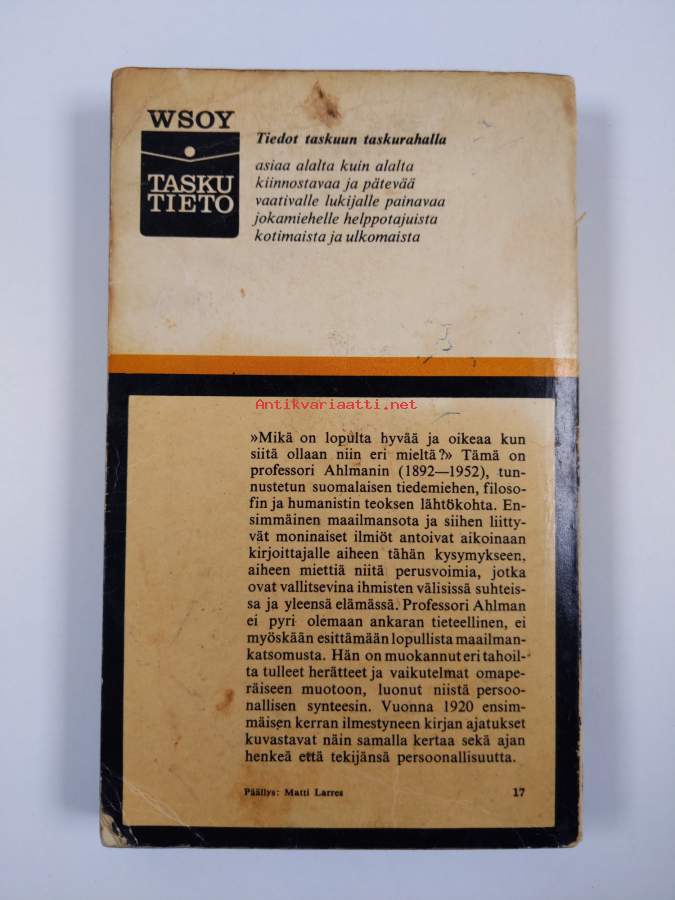 WSOY
TASKU
TIETO
Tiedot taskuun taskurahalla
asiaa alalta kuin alalta
kiinnostavaa ja pätevää
vaativalle lukijalle painavaa
jokamiehelle helppotajuista
kotimaista ja ulkomaista
Antikvariaatti.net
»Mikä on lopulta hyvää ja oikeaa kun
siitä ollaan niin eri mieltä?» Tämä on
professori Ahlmanin (1892—1952), tun-
nustetun suomalaisen tiedemiehen, filoso-
fin ja humanistin teoksen lähtökohta. En-
simmäinen maailmansota ja siihen liitty-
vät moninaiset ilmiöt antoivat aikoinaan
kirjoittajalle aiheen tähän kysymykseen,
aiheen miettiä niitä perusvoimia, jotka
ovat vallitsevina ihmisten välisissä suhteis-
sa ja yleensä elämässä. Professori Ahlman
ei pyri olemaan ankaran tieteellinen, ei
myöskään esittämään lopullista maailman-
katsomusta. Hän on muokannut eri tahoil-
ta tulleet herätteet ja vaikutelmat omape-
räiseen muotoon, luonut niistä persoo-
nallisen synteesin. Vuonna 1920 ensim-
mäisen kerran ilmestyneen kirjan ajatukset
kuvastavat näin samalla kertaa sekä ajan
henkeä että tekijänsä persoonallisuutta.
Päällys: Matti Larres 17